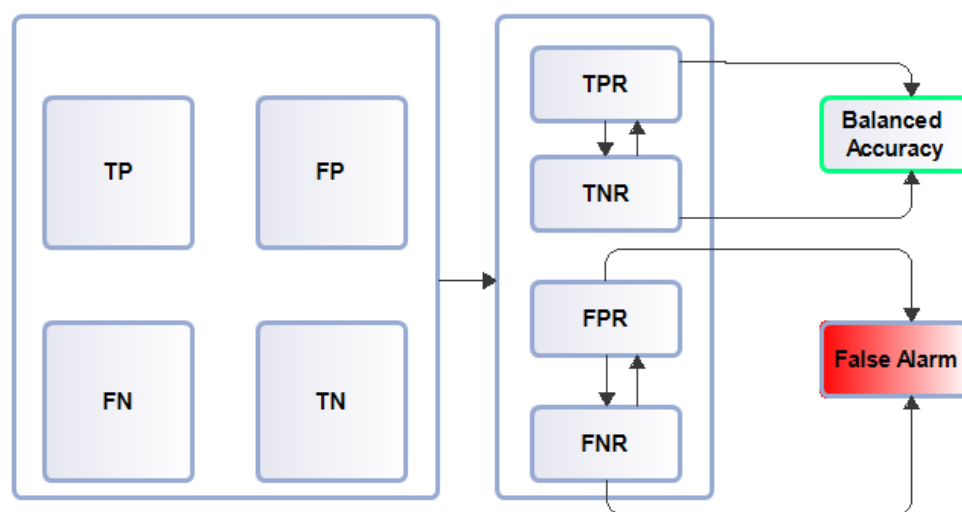 TP
FP
FN
TN
TPR
TNR
FPR
FNR
Balanced
Accuracy
False Alarm